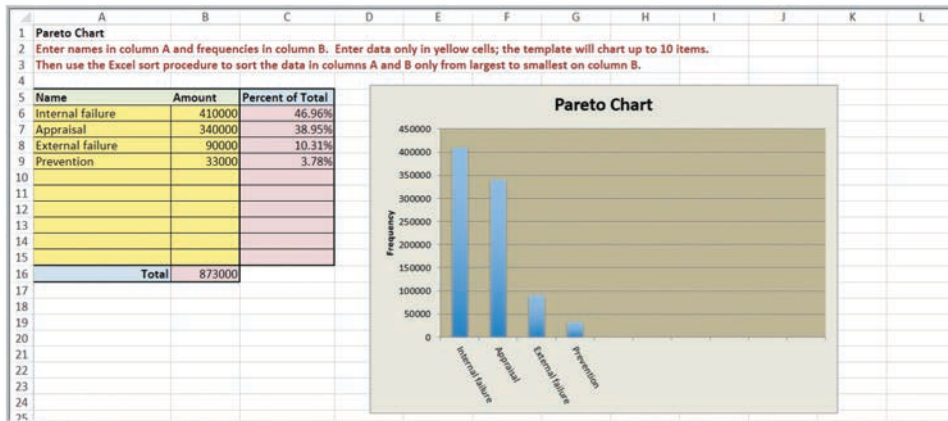 A B C D E F G H I J K L
1 Pareto Chart
2 Enter names in column A and frequencies in column B. Enter data only in yellow cells; the template will chart up to 10 items.
3 Then use the Excel sort procedure to sort the data in columns A and B only from largest to smallest on column B.
4
5 Name Amount Percent of Total
6 Internal failure 410000 46.96%
7 Appraisal 340000 38.95%
8 External failure 90000 10.31%
9 Prevention 33000 3.78%
10
11
12
13
14
15
16 Total 873000
17
18
19
20
21
22
23
24
25
Pareto Chart
Frequency
450000
400000
350000
300000
250000
200000
150000
100000
50000
0
Internal failure
Appraisal
External failure
Prevention